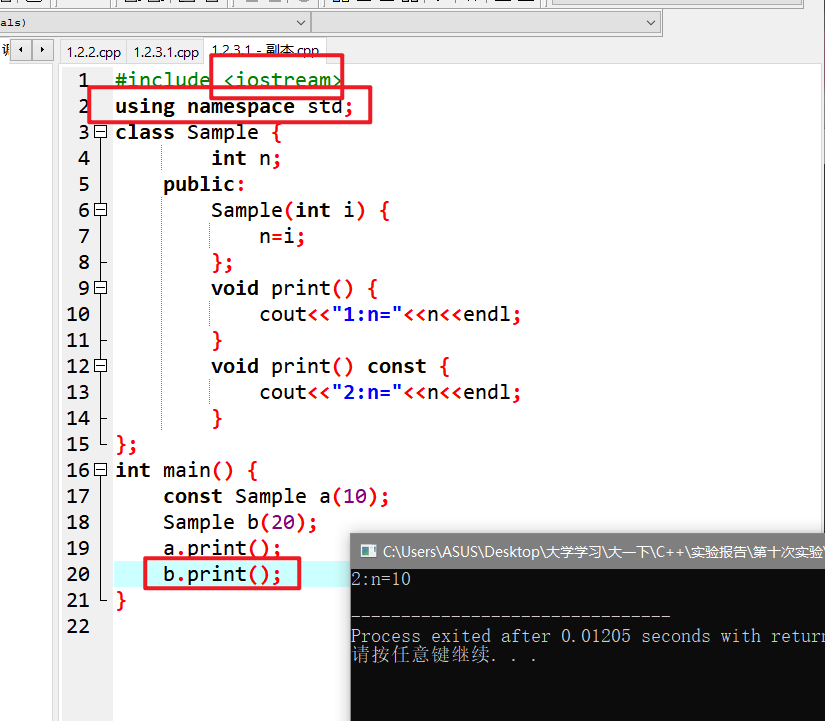 als)
1.2.2.cpp 1.2.3.1.cpp 1.2.3.1 - 副本.cpp
1 #include <iostream>
2 using namespace std;
3 class Sample {
4 int n;
5 public:
6 Sample(int i) {
7 n=i;
8 };
9 void print() {
10 cout<<"1:n="<<n<<endl;
11 }
12 void print() const {
13 cout<<"2:n="<<n<<endl;
14 }
15 };
16 int main() {
17 const Sample a(10);
18 Sample b(20);
19 a.print();
20 b.print();
21 }
22
C:\Users\ASUS\Desktop\大学学习\大一下\C++\实验报告\第十次实验\
2:n=10
--------------------------------
Process exited after 0.01205 seconds with return
请按任意键继续. . .